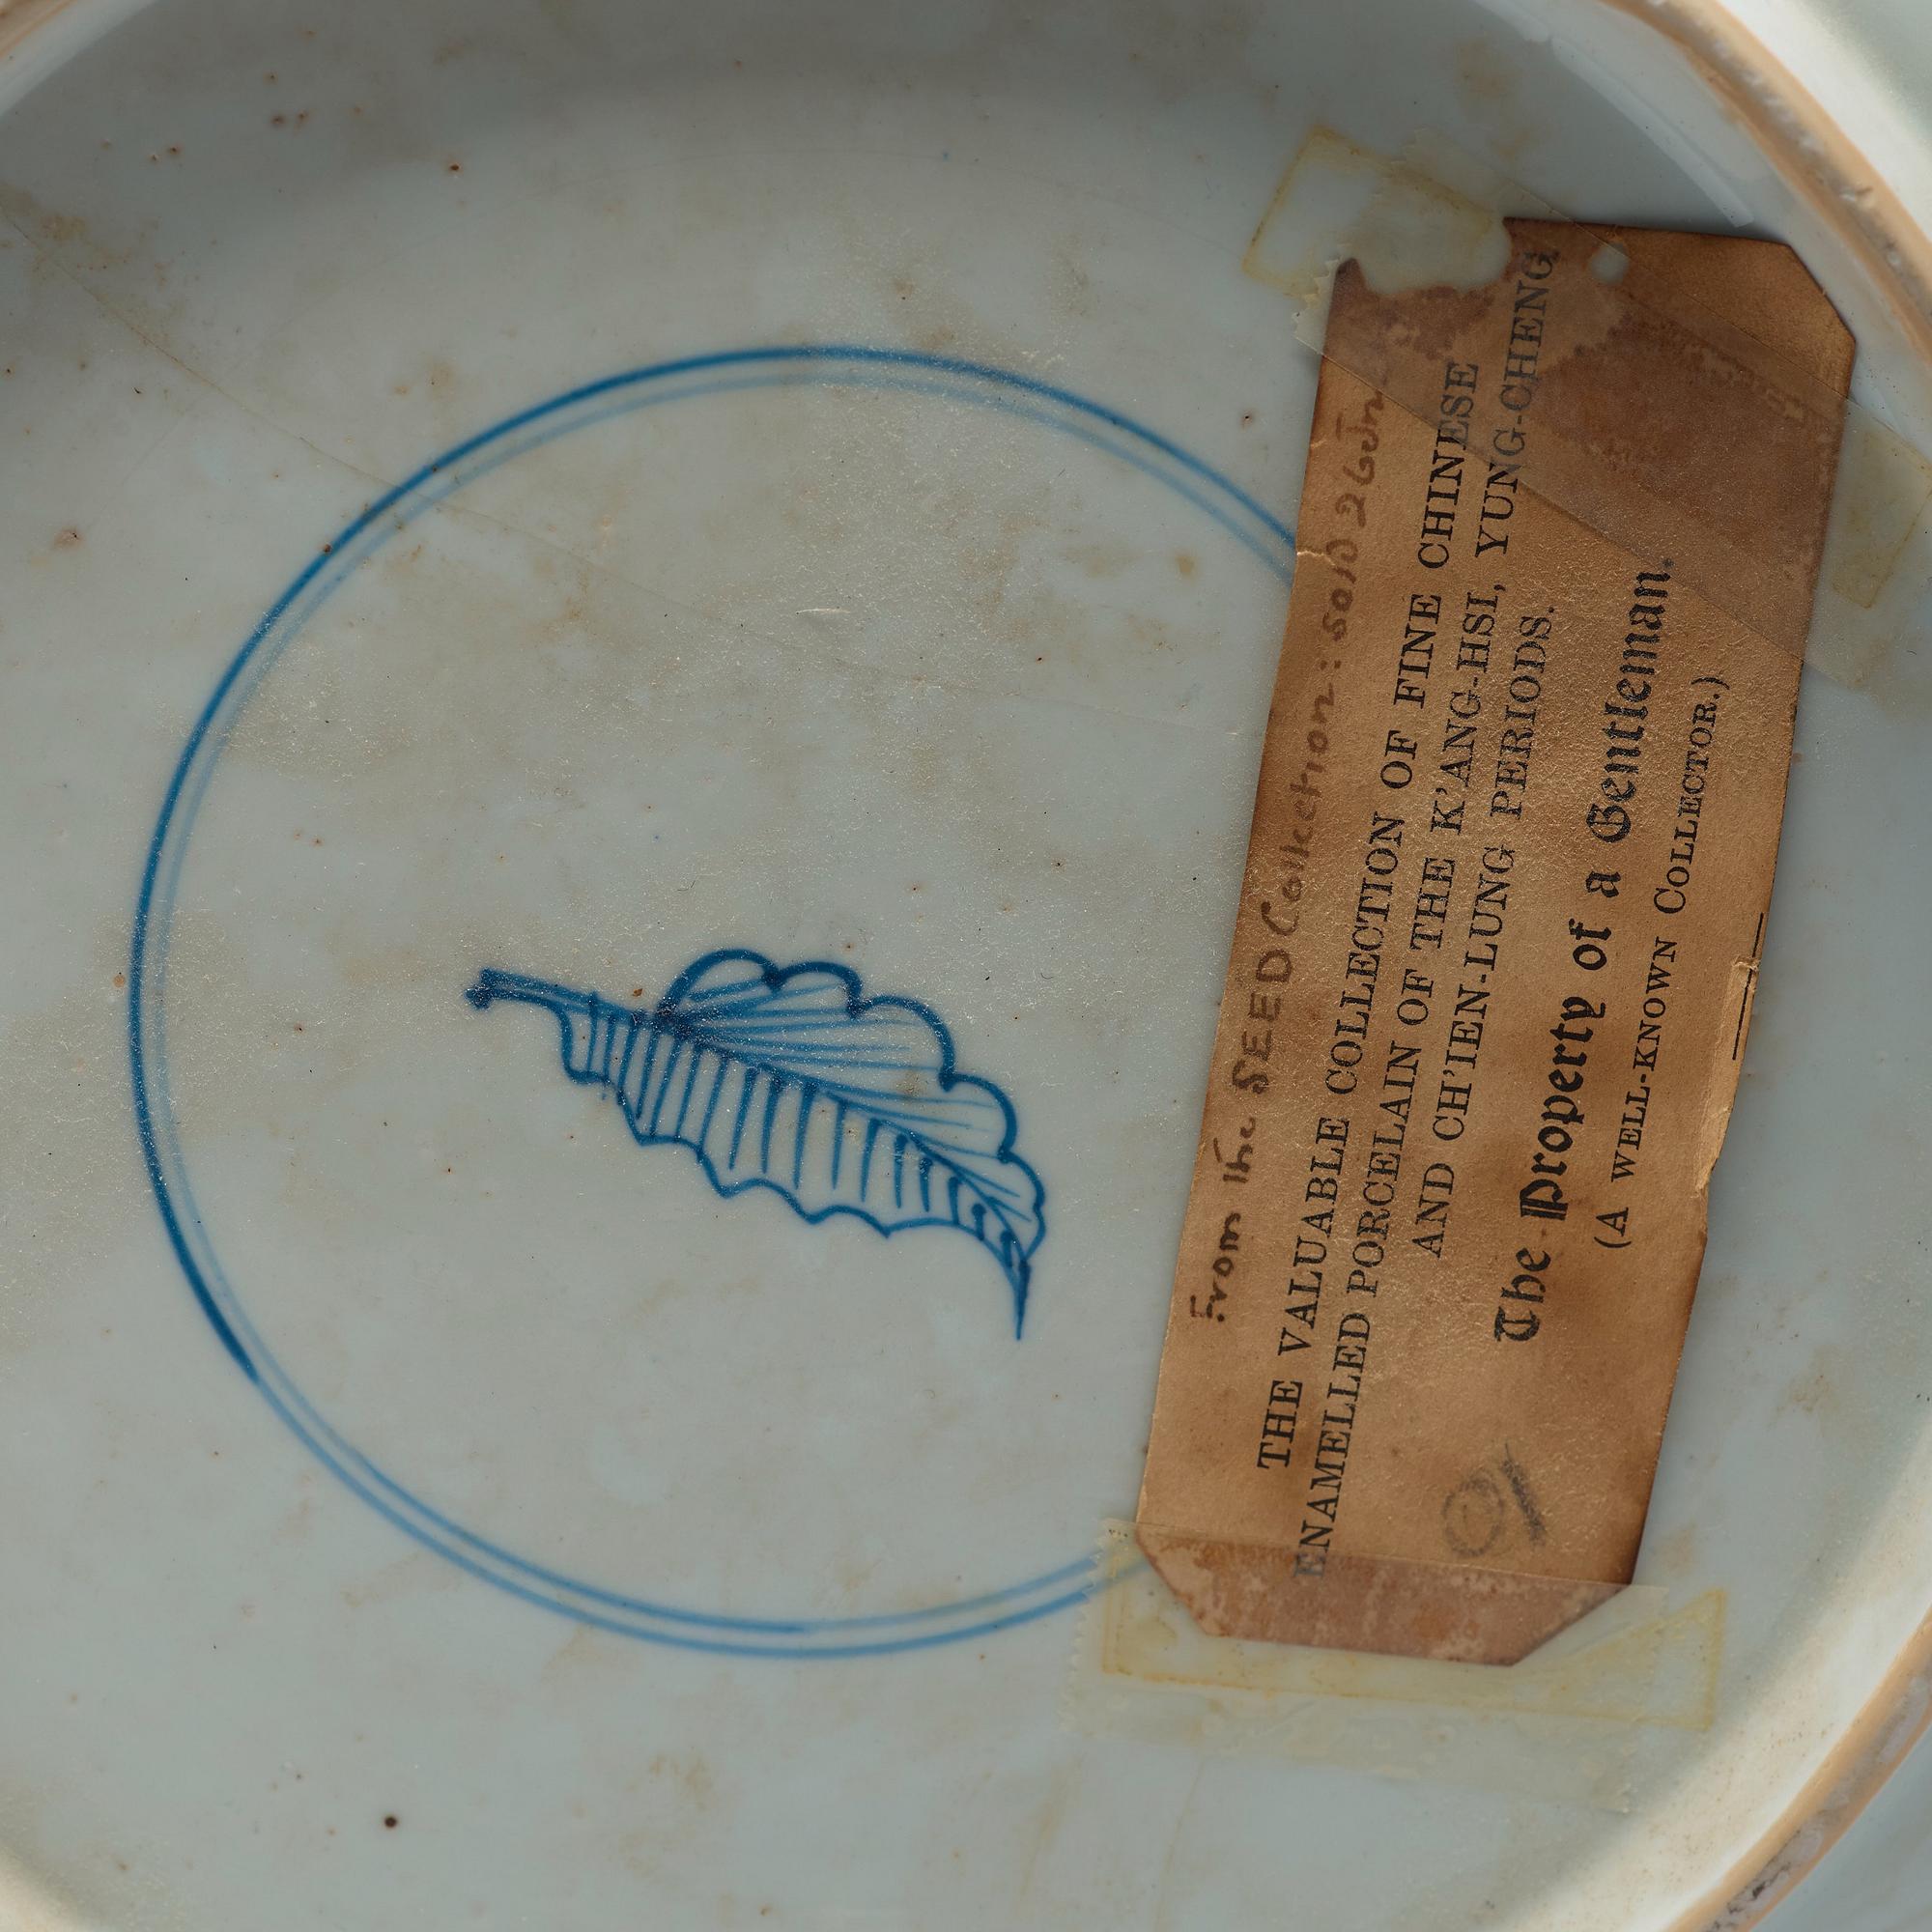 From the SEED Collection: sold 26
THE VALUABLE COLLECTION OF FINE CHINESE
ENAMELLED PORCELAIN OF THE K'ANG-HSI, YUNG-CHENG
AND CH'IEN-LUNG PERIODS.
The Property of a Gentleman.
(A WELL-KNOWN COLLECTOR.)